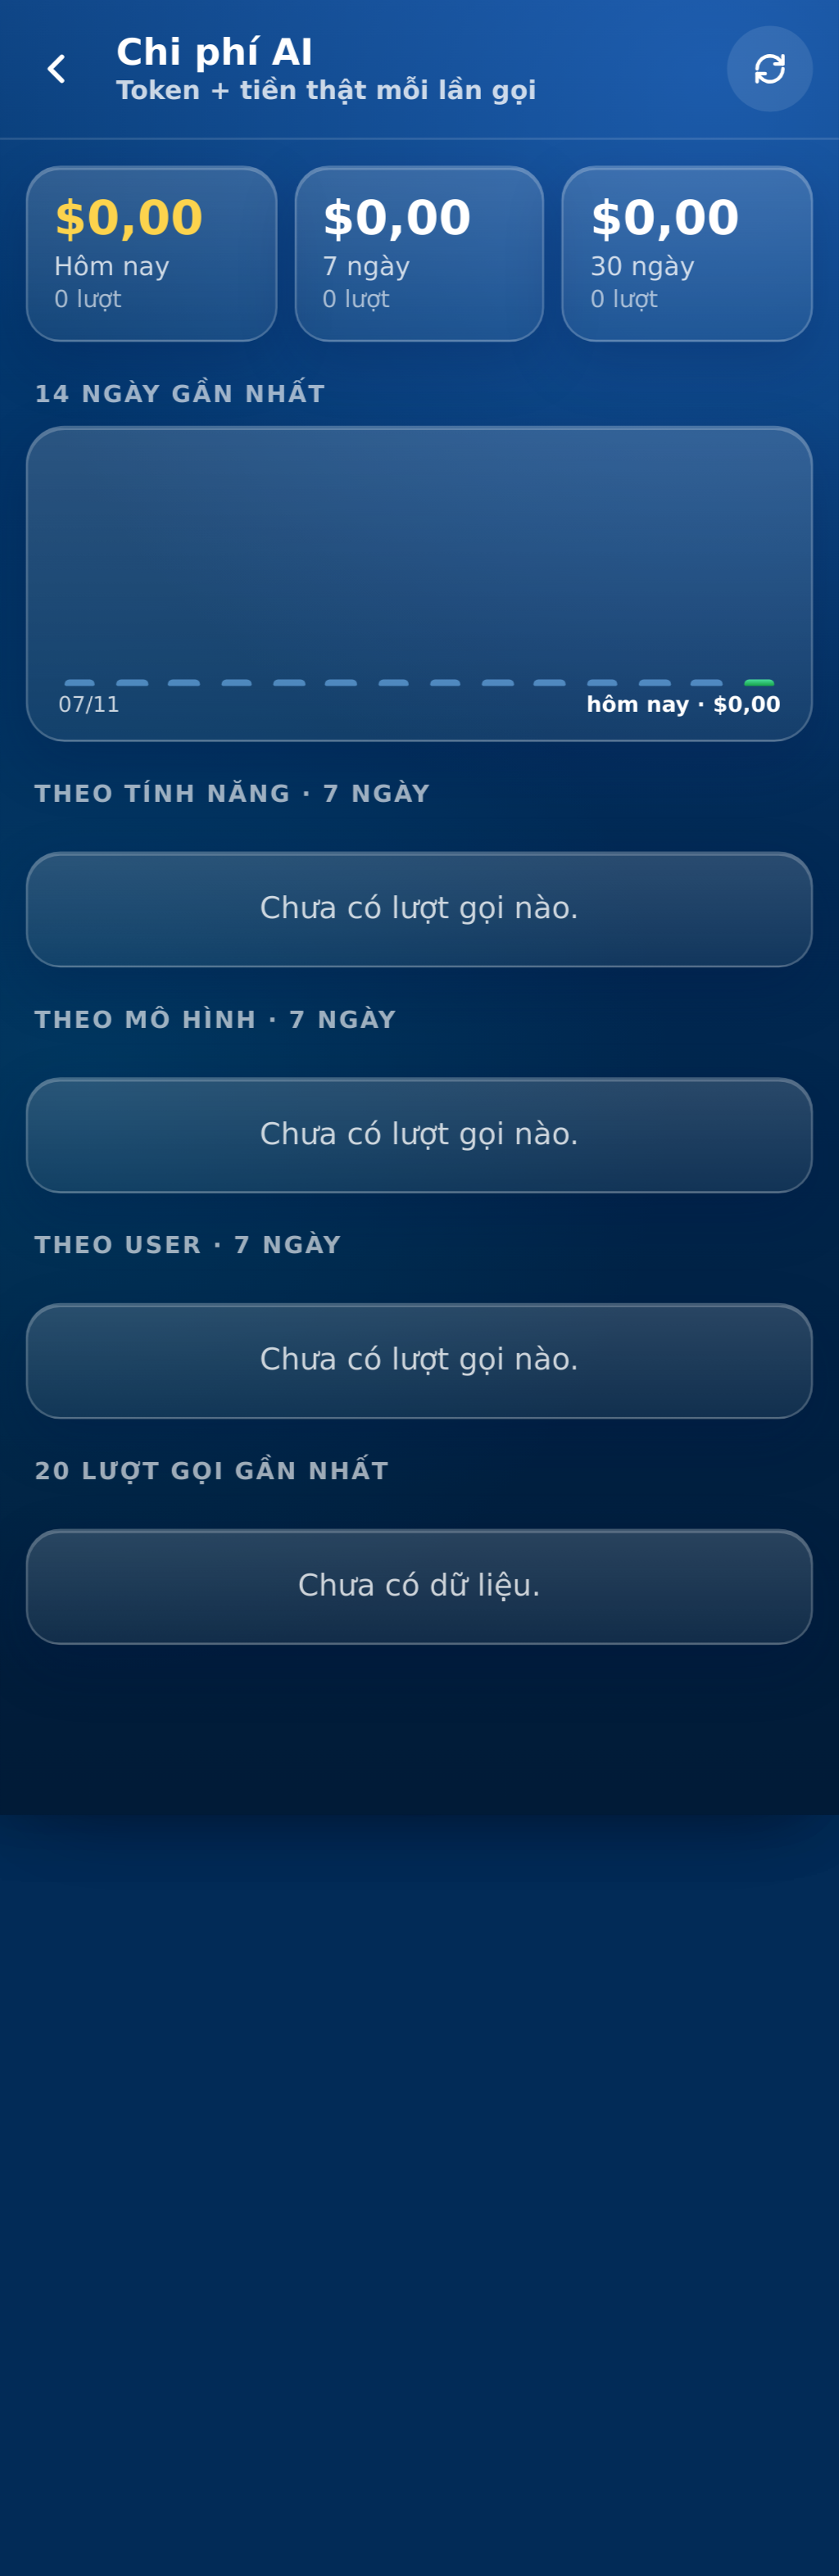 Chi phí AI
Token + tiền thật mỗi lần gọi
$0,00
Hôm nay
0 lượt
$0,00
7 ngày
0 lượt
$0,00
30 ngày
0 lượt
14 NGÀY GẦN NHẤT
07/11
hôm nay · $0,00
THEO TÍNH NĂNG · 7 NGÀY
Chưa có lượt gọi nào.
THEO MÔ HÌNH · 7 NGÀY
Chưa có lượt gọi nào.
THEO USER · 7 NGÀY
Chưa có lượt gọi nào.
20 LƯỢT GỌI GẦN NHẤT
Chưa có dữ liệu.